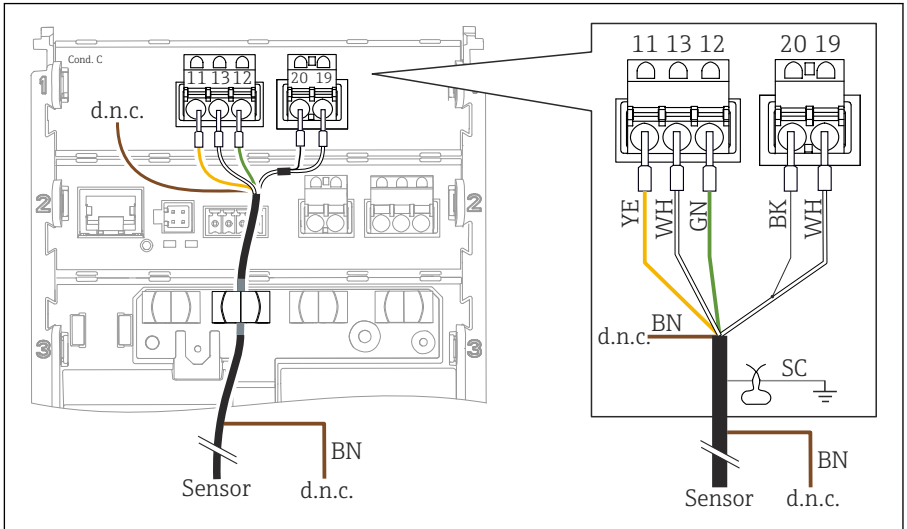 Cond. C
1
11 13 12
20 19
d.n.c.
2
2
3
3
BN
Sensor
d.n.c.
11 13 12
20 19
YE
WH
GN
BK
WH
BN
d.n.c.
SC
BN
Sensor
d.n.c.